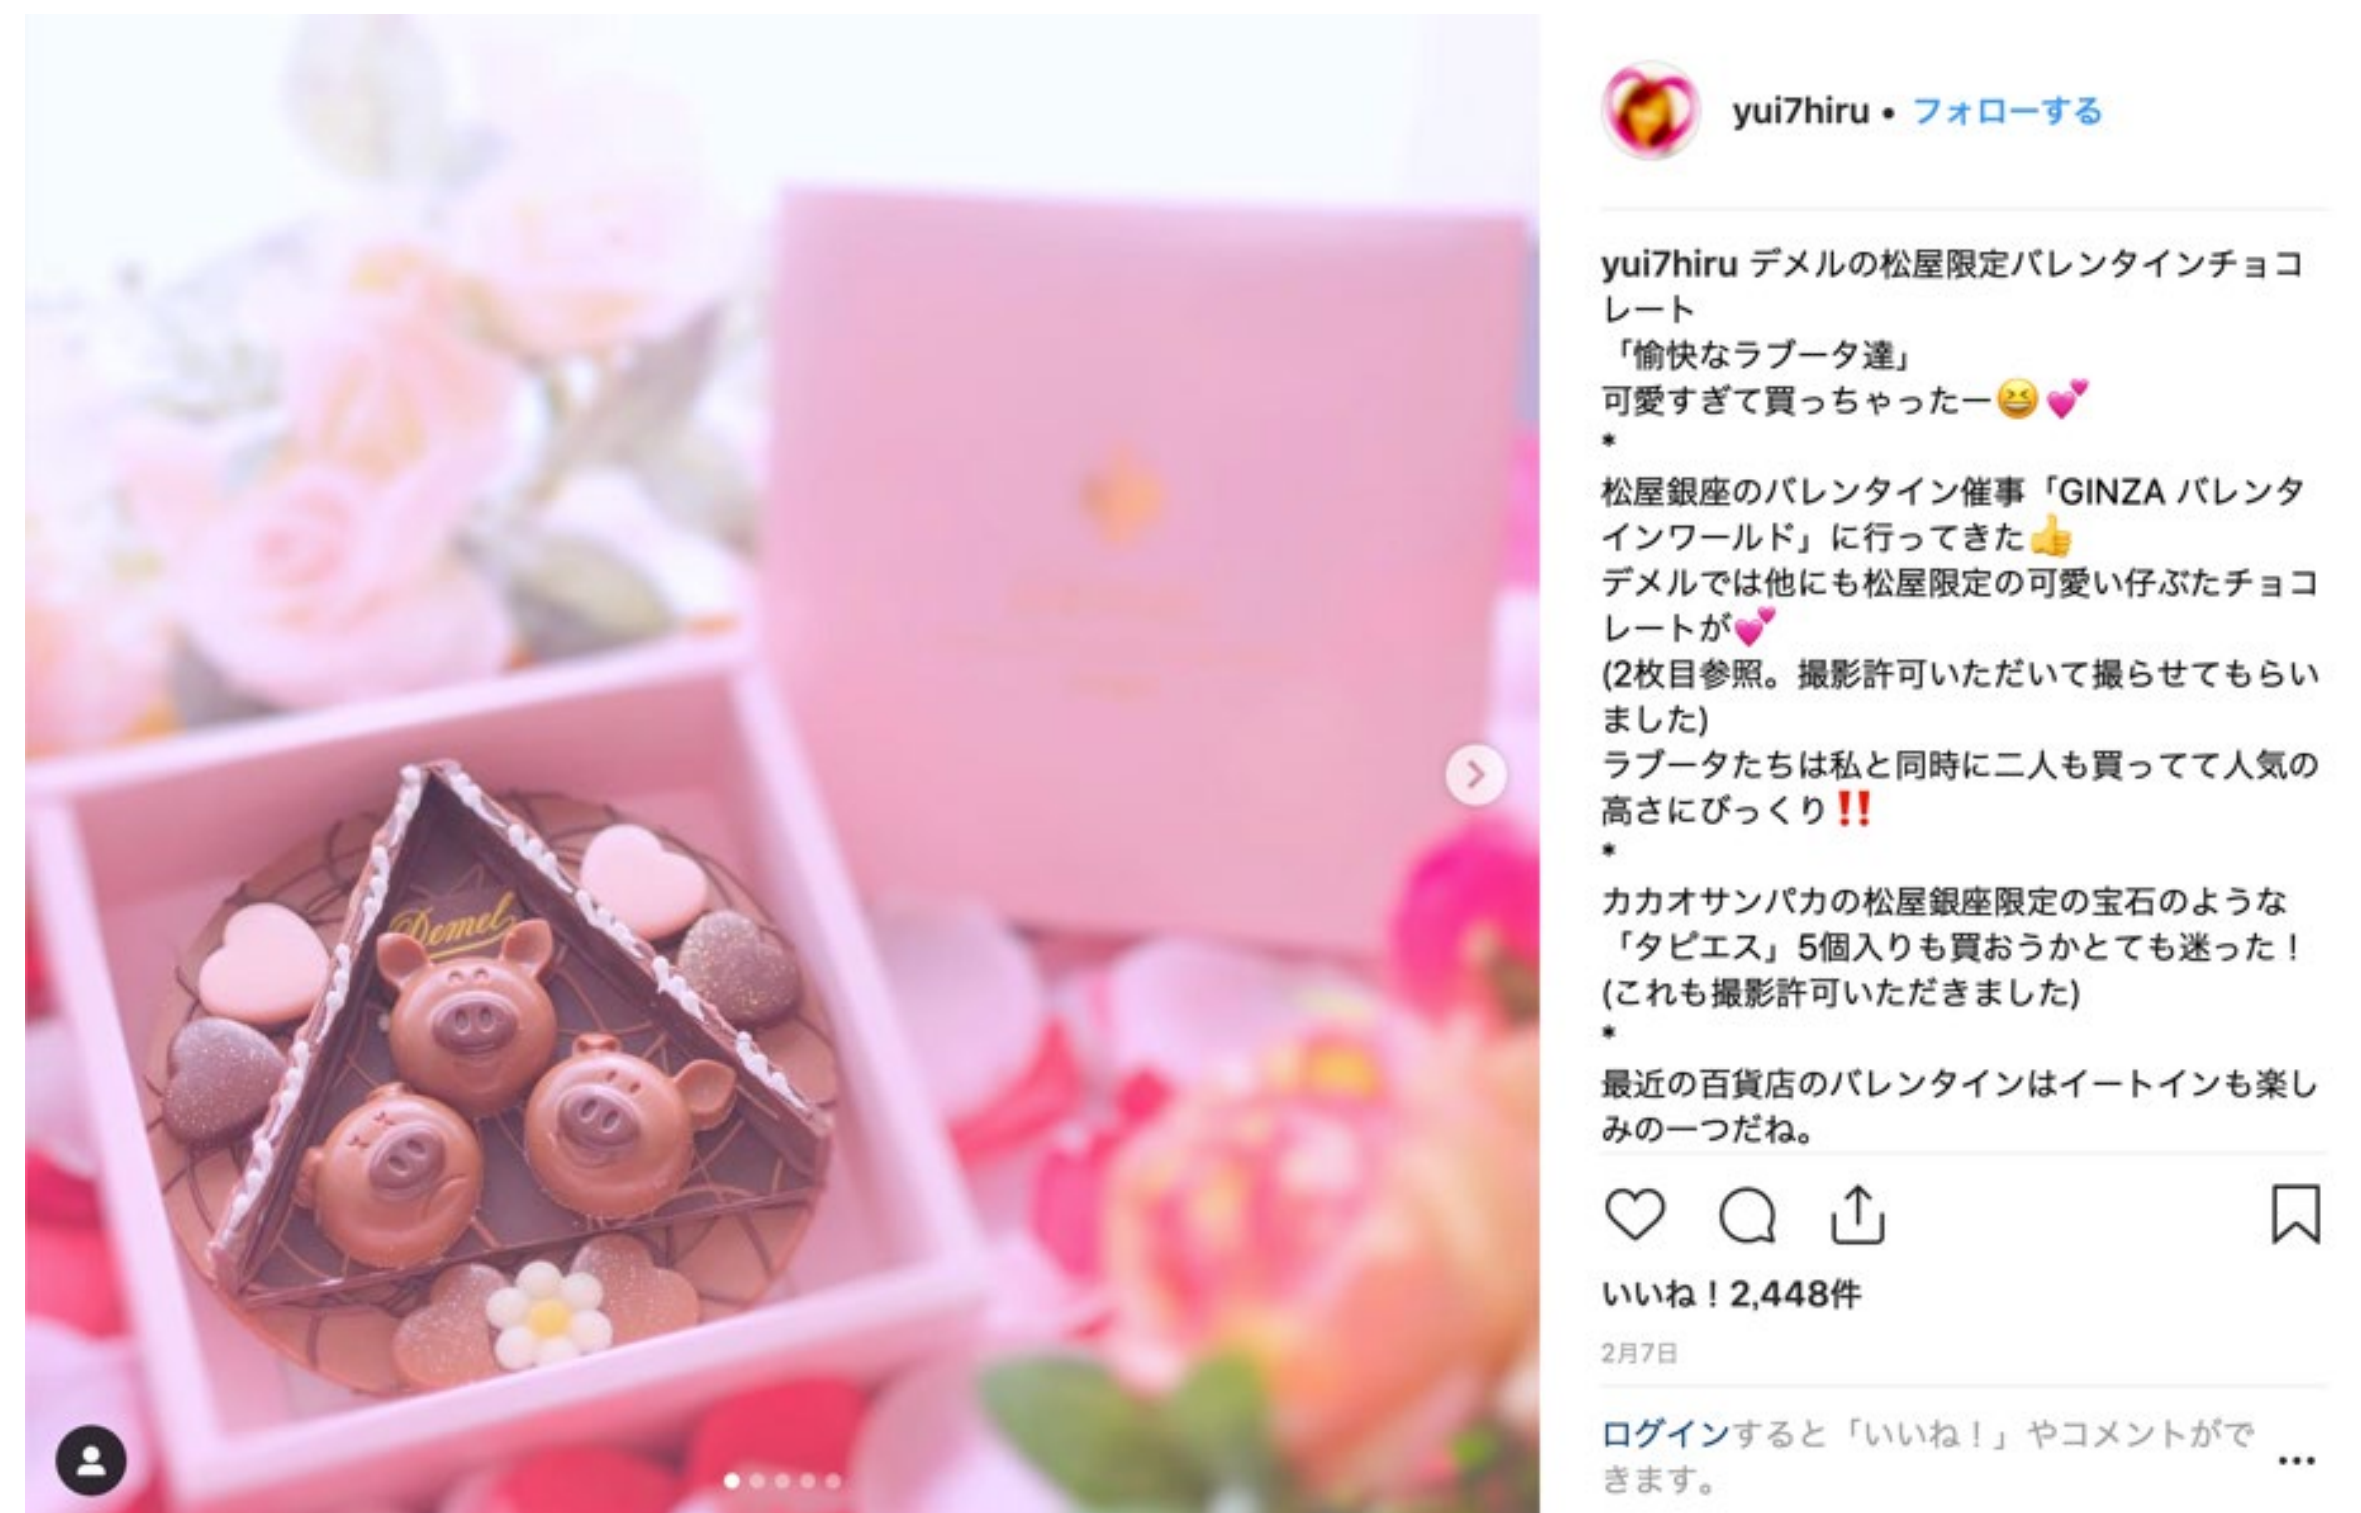 Demel
yui7hiru • フォローする
yui7hiru デメルの松屋限定バレンタインチョコ
レート
「愉快なラブータ達」
可愛すぎて買っちゃったー😆💕
*
松屋銀座のバレンタイン催事「GINZA バレンタ
インワールド」に行ってきた👍
デメルでは他にも松屋限定の可愛い仔ぶたチョコ
レートが💕
(2枚目参照。撮影許可いただいて撮らせてもらい
ました)
ラブータたちは私と同時に二人も買ってて人気の
高さにびっくり‼️
*
カカオサンパカの松屋銀座限定の宝石のような
「タピエス」5個入りも買おうかとても迷った！
(これも撮影許可いただきました)
*
最近の百貨店のバレンタインはイートインも楽し
みの一つだね。
いいね！2,448件
2月7日
ログインすると「いいね！」やコメントがで
きます。